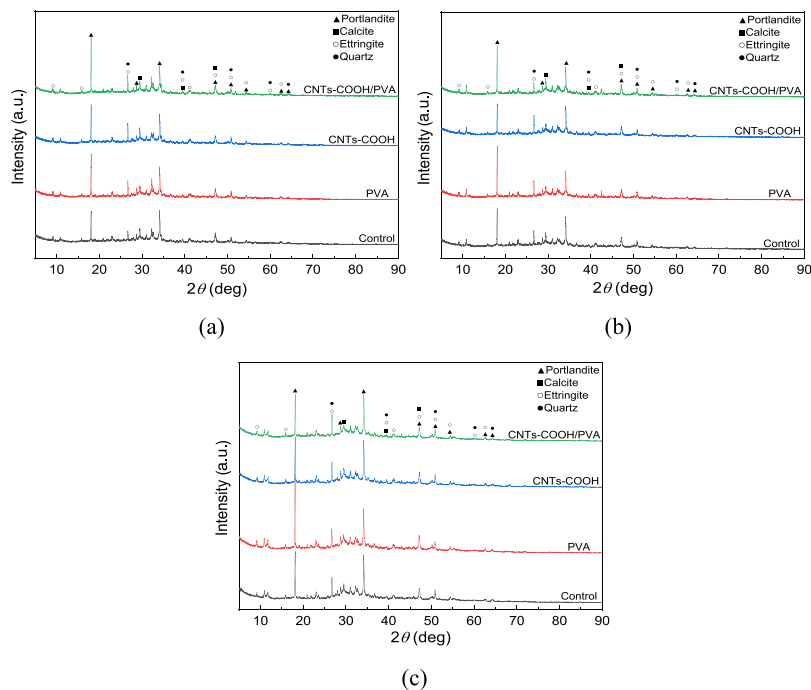 ▲Portlandite
■Calcite
○Ettringite
●Quartz
CNTs-COOH/PVA
CNTs-COOH
PVA
Control
Intensity (a.u.)
10 20 30 40 50 60 70 80 90
2θ (deg)
(a)
▲Portlandite
■Calcite
○Ettringite
●Quartz
CNTs-COOH/PVA
CNTs-COOH
PVA
Control
Intensity (a.u.)
10 20 30 40 50 60 70 80 90
2θ (deg)
(b)
▲Portlandite
■Calcite
○Ettringite
●Quartz
CNTs-COOH/PVA
CNTs-COOH
PVA
Control
Intensity (a.u.)
10 20 30 40 50 60 70 80 90
2θ (deg)
(c)